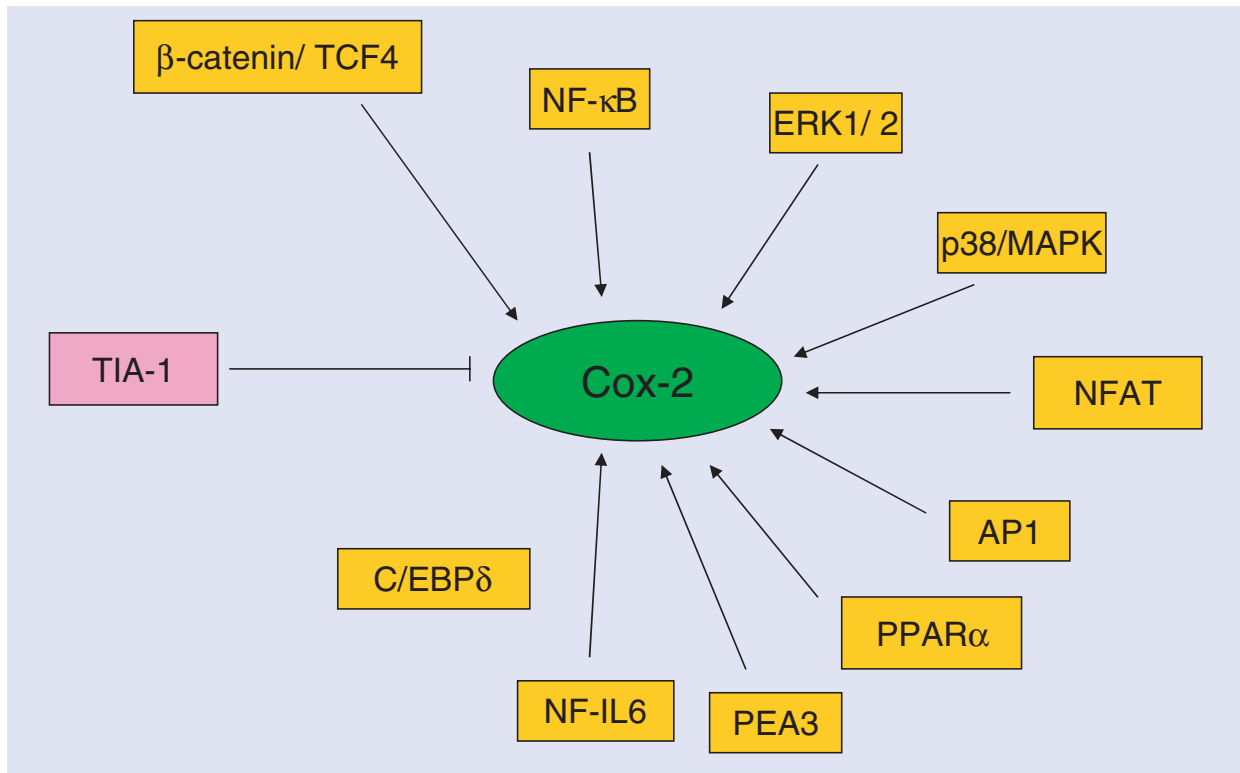 β-catenin/ TCF4
NF-κB
ERK1/ 2
p38/MAPK
TIA-1
Cox-2
NFAT
AP1
C/EBPδ
PPARα
NF-IL6
PEA3